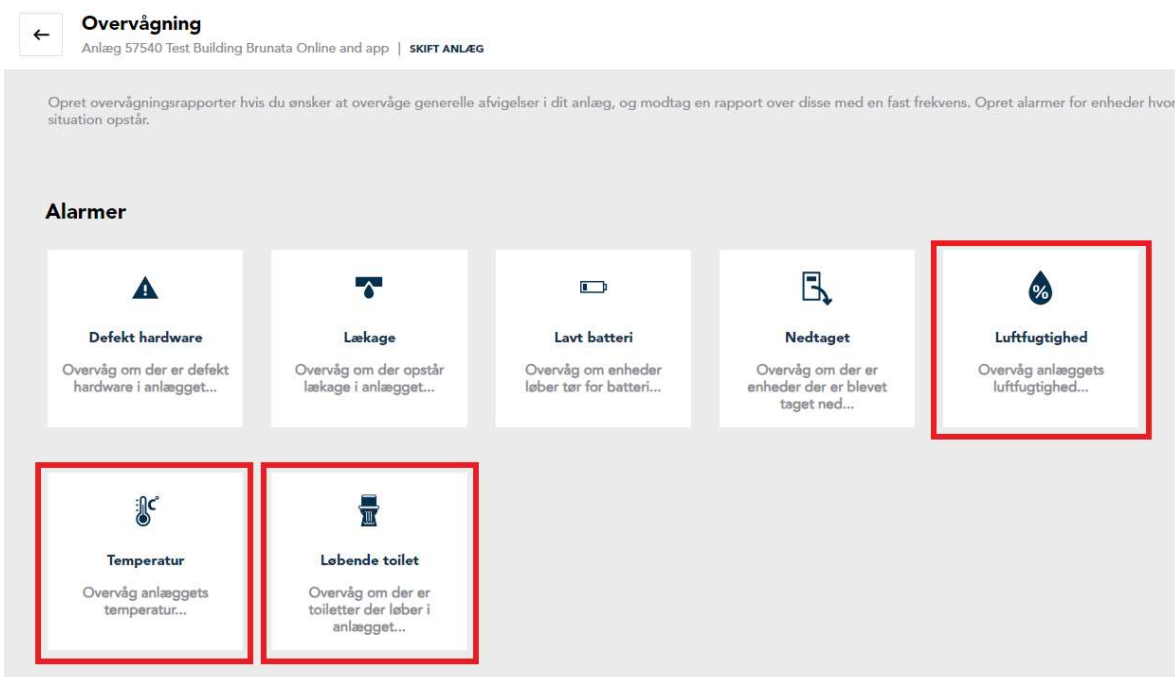 Overvågning
Anlæg 57540 Test Building Brunata Online and app | SKIFT ANLÆG
Opret overvågningsrapporter hvis du ønsker at overvåge generelle afvigelser i dit anlæg, og modtag en rapport over disse med en fast frekvens. Opret alarmer for enheder hvor
situation opstår.
Alarmer
Defekt hardware
Overvåg om der er defekt
hardware i anlægget...
Lækage
Overvåg om der opstår
lækage i anlægget...
Lavt batteri
Overvåg om enheder
løber tør for batteri...
Nedtaget
Overvåg om der er
enheder der er blevet
taget ned...
%
Luftfugtighed
Overvåg anlæggets
luftfugtighed...
C°
Temperatur
Overvåg anlæggets
temperatur...
Løbende toilet
Overvåg om der er
toiletter der løber i
anlægget...